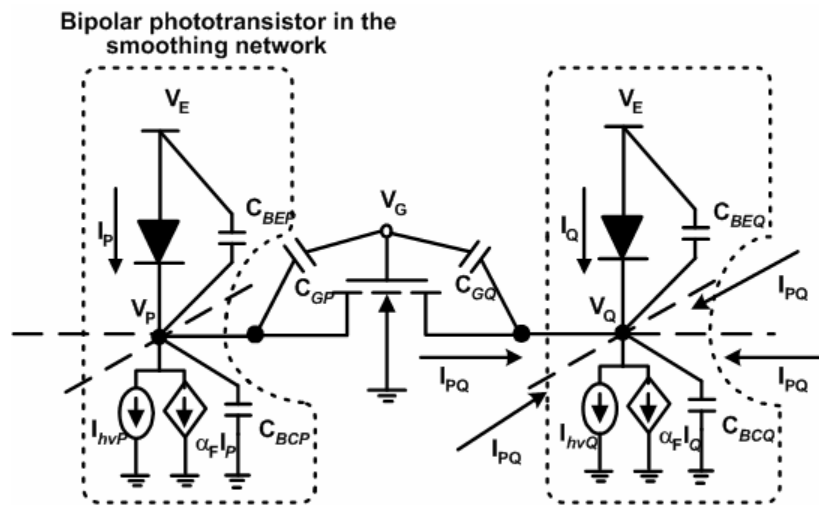 Bipolar phototransistor in the
smoothing network
V_E
V_E
I_P
C_BEP
V_G
I_Q
C_BEQ
C_GP
C_GQ
I_PQ
V_P
V_Q
I_PQ
I_PQ
I_hvP
α_F I_P
C_BCP
I_PQ
I_hvQ
α_F I_Q
C_BCQ